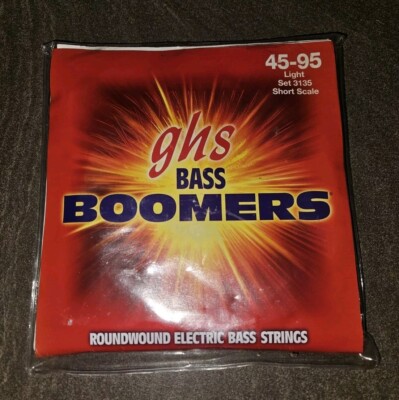 45-95
Light
Set 3135
Short Scale
ghs
BASS
BOOMERS®
ROUNDWOUND ELECTRIC BASS STRINGS